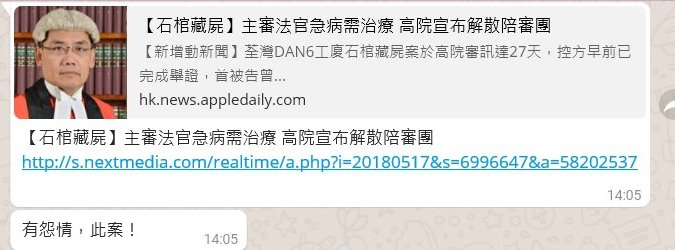 【石棺藏屍】主審法官急病需治療 高院宣布解散陪審團
【新增動新聞】荃灣DAN6工廈石棺藏屍案於高院審訊達27天，控方早前已
完成舉證，首被告曾...
hk.news.appledaily.com
【石棺藏屍】主審法官急病需治療 高院宣布解散陪審團
http://s.nextmedia.com/realtime/a.php?i=20180517&s=6996647&a=58202537
14:05
有怨情，此案！
14:05